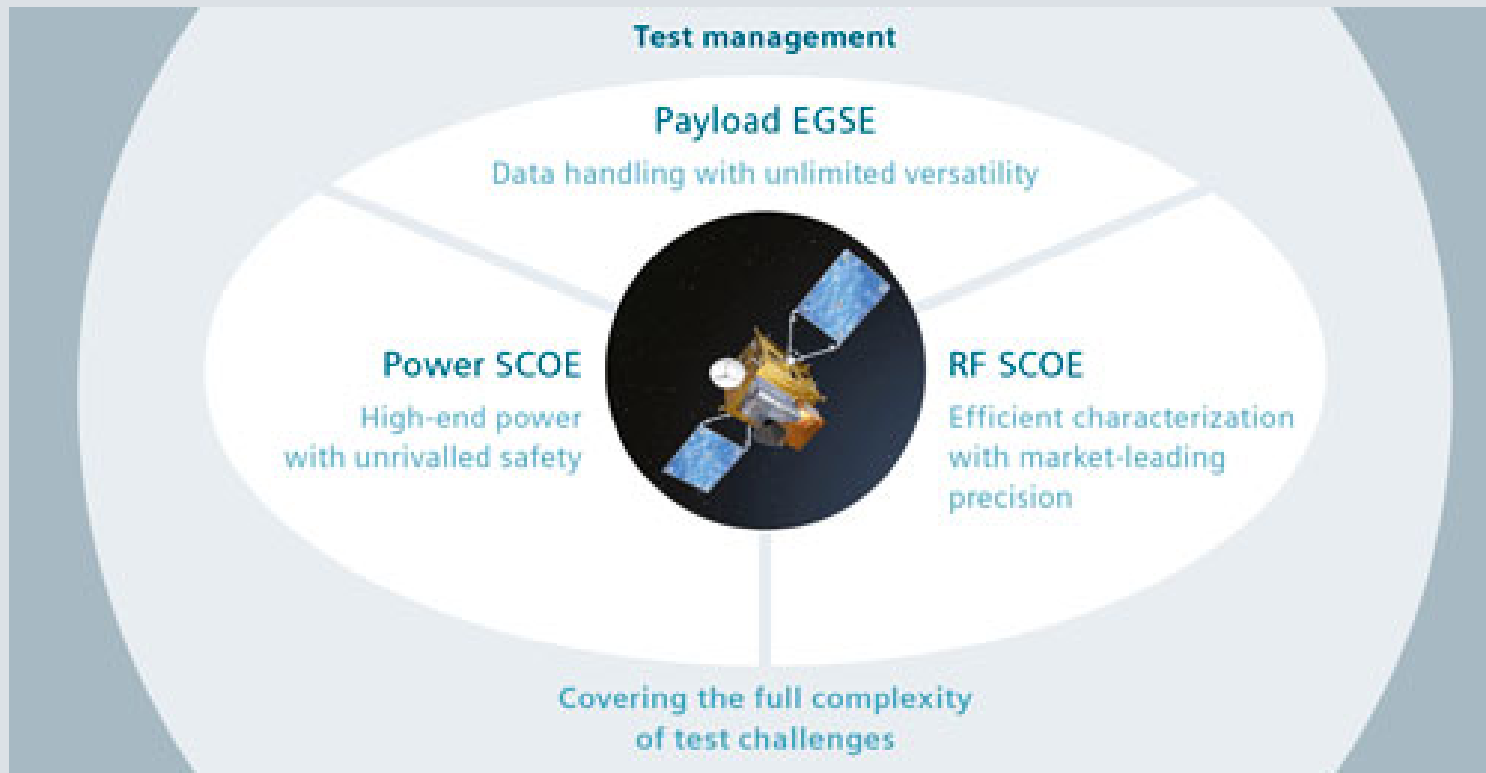 Test management
Payload EGSE
Data handling with unlimited versatility
Power SCOE
High-end power
with unrivalled safety
RF SCOE
Efficient characterization
with market-leading
precision
Covering the full complexity
of test challenges